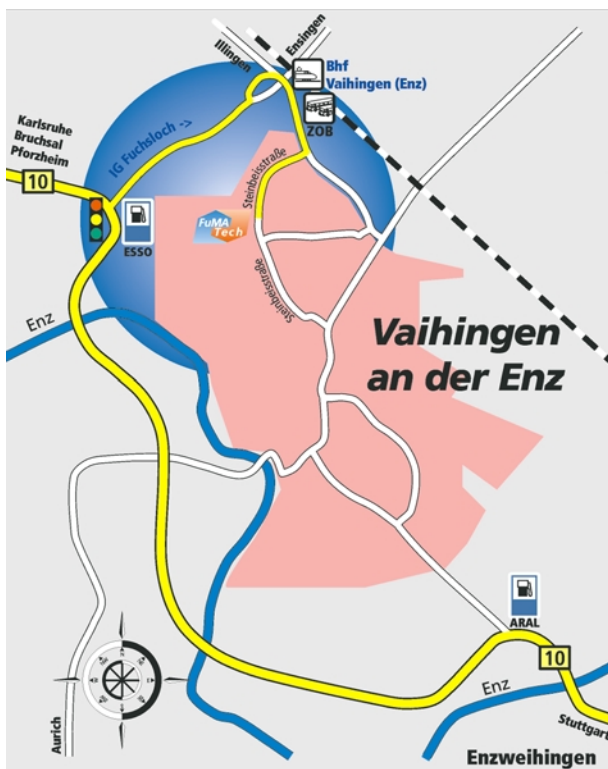 Illingen
Ensingen
Bhf
Vaihingen (Enz)
ZOB
Karlsruhe
Bruchsal
Pforzheim
IG Fuchsloch ->
10
Steinbeisstraße
FuMA
Tech
ESSO
Steinbeisstraße
Enz
Vaihingen
an der Enz
ARAL
10
Enz
Aurich
Stuttgart
Enzweihingen